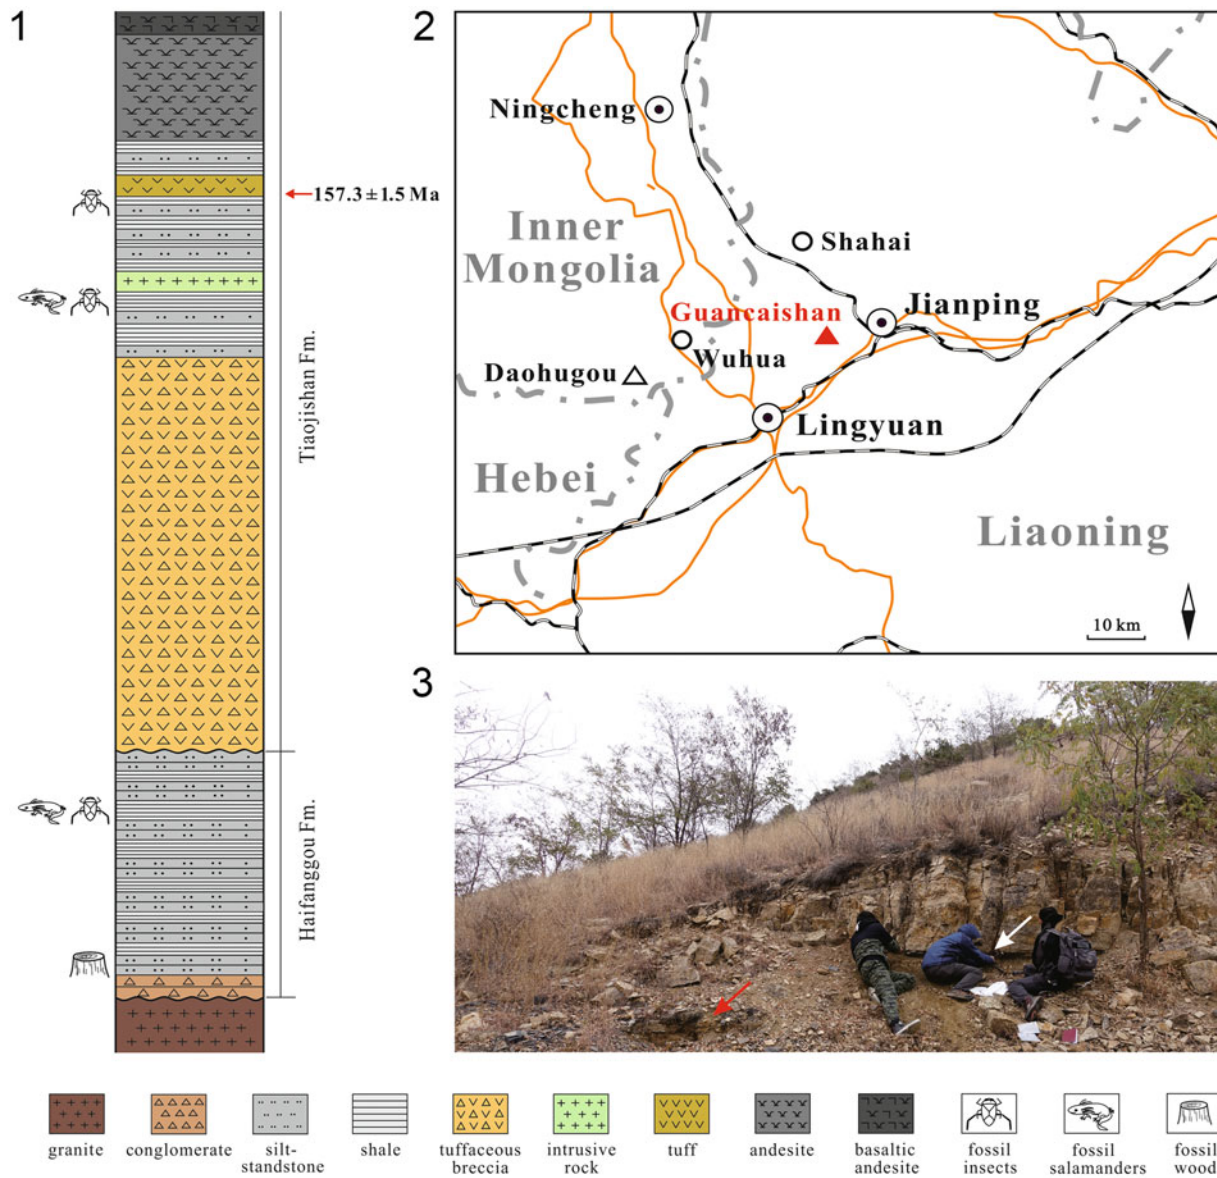 1
157.3 ± 1.5 Ma
Tiaojishan Fm.
Haifanggou Fm.
2
Ningcheng
Inner
Mongolia
Shahai
Guancaishan
Jianping
Wuhua
Daohugou
Lingyuan
Hebei
Liaoning
10 km
3
granite
conglomerate
silt-
standstone
shale
tuffaceous
breccia
intrusive
rock
tuff
andesite
basaltic
andesite
fossil
insects
fossil
salamanders
fossil
wood